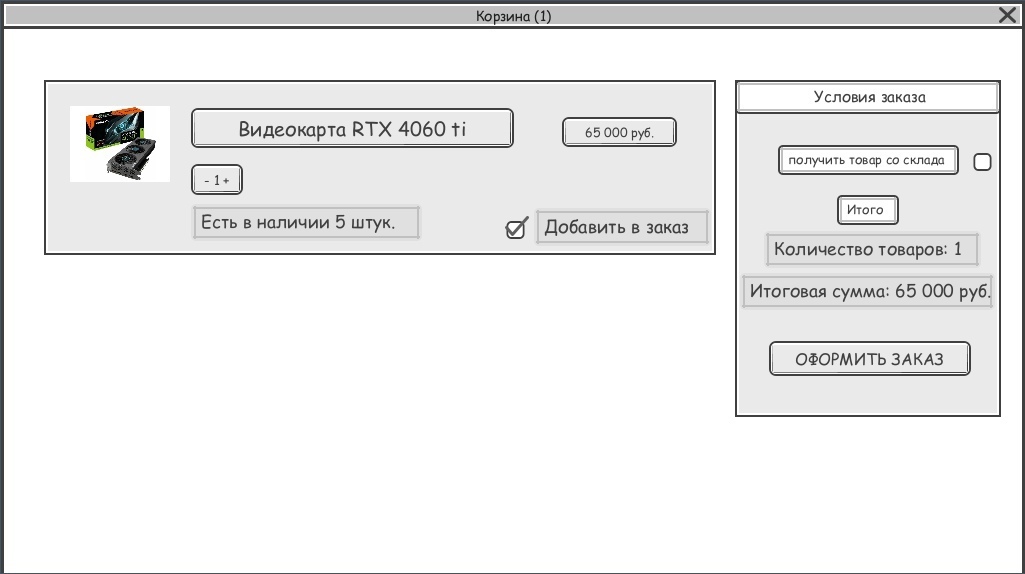 Корзина (1)
Видеокарта RTX 4060 ti
65 000 руб.
- 1 +
Есть в наличии 5 штук.
Добавить в заказ
Условия заказа
получить товар со склада
Итого
Количество товаров: 1
Итоговая сумма: 65 000 руб.
ОФОРМИТЬ ЗАКАЗ